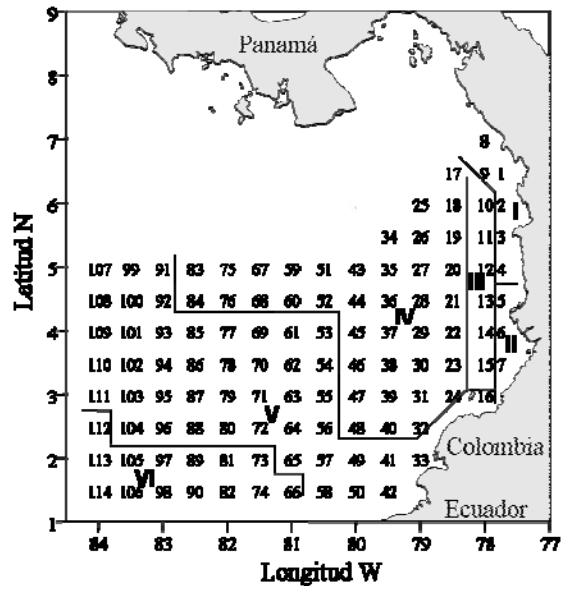 9
Panamá
8
8
7
17 9 1
6 25 18 10 2 I
34 26 19 11 3
5 107 99 91 83 75 67 59 51 43 35 27 20 12 4
III
108 100 92 84 76 68 60 52 44 36 28 21 13 5
IV
4 109 101 93 85 77 69 61 53 45 37 29 22 14 6
II
110 102 94 86 78 70 62 54 46 38 30 23 15 7
3 111 103 95 87 79 71 63 55 47 39 31 24 16
V
112 104 96 88 80 72 64 56 48 40 32
Colombia
2 113 105 97 89 81 73 65 57 49 41 33
VI
114 106 98 90 82 74 66 58 50 42
Ecuador
1
84 83 82 81 80 79 78 77
Latitud N
Longitud W